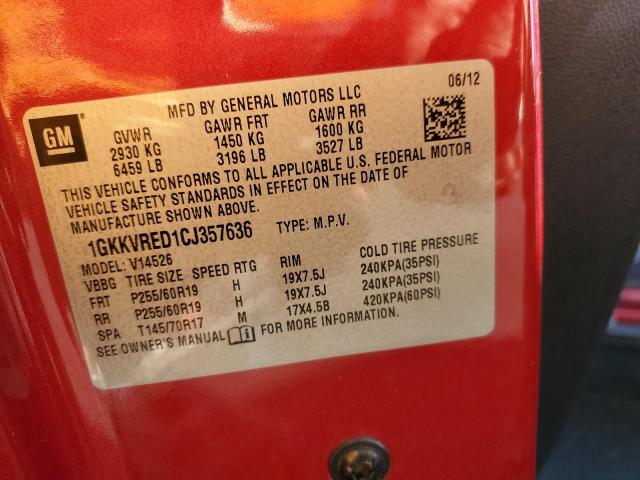 06/12
MFD BY GENERAL MOTORS LLC
GM
GVWR GAWR FRT GAWR RR
2930 KG 1450 KG 1600 KG
6459 LB 3196 LB 3527 LB
THIS VEHICLE CONFORMS TO ALL APPLICABLE U.S. FEDERAL MOTOR
VEHICLE SAFETY STANDARDS IN EFFECT ON THE DATE OF
MANUFACTURE SHOWN ABOVE.
1GKKVRED1CJ357636 TYPE: M.P.V.
MODEL: V14526
VBBG TIRE SIZE SPEED RTG RIM COLD TIRE PRESSURE
FRT P255/60R19 H 19X7.5J 240KPA(35PSI)
RR P255/60R19 H 19X7.5J 240KPA(35PSI)
SPA T145/70R17 M 17X4.5B 420KPA(60PSI)
SEE OWNER'S MANUAL i FOR MORE INFORMATION.